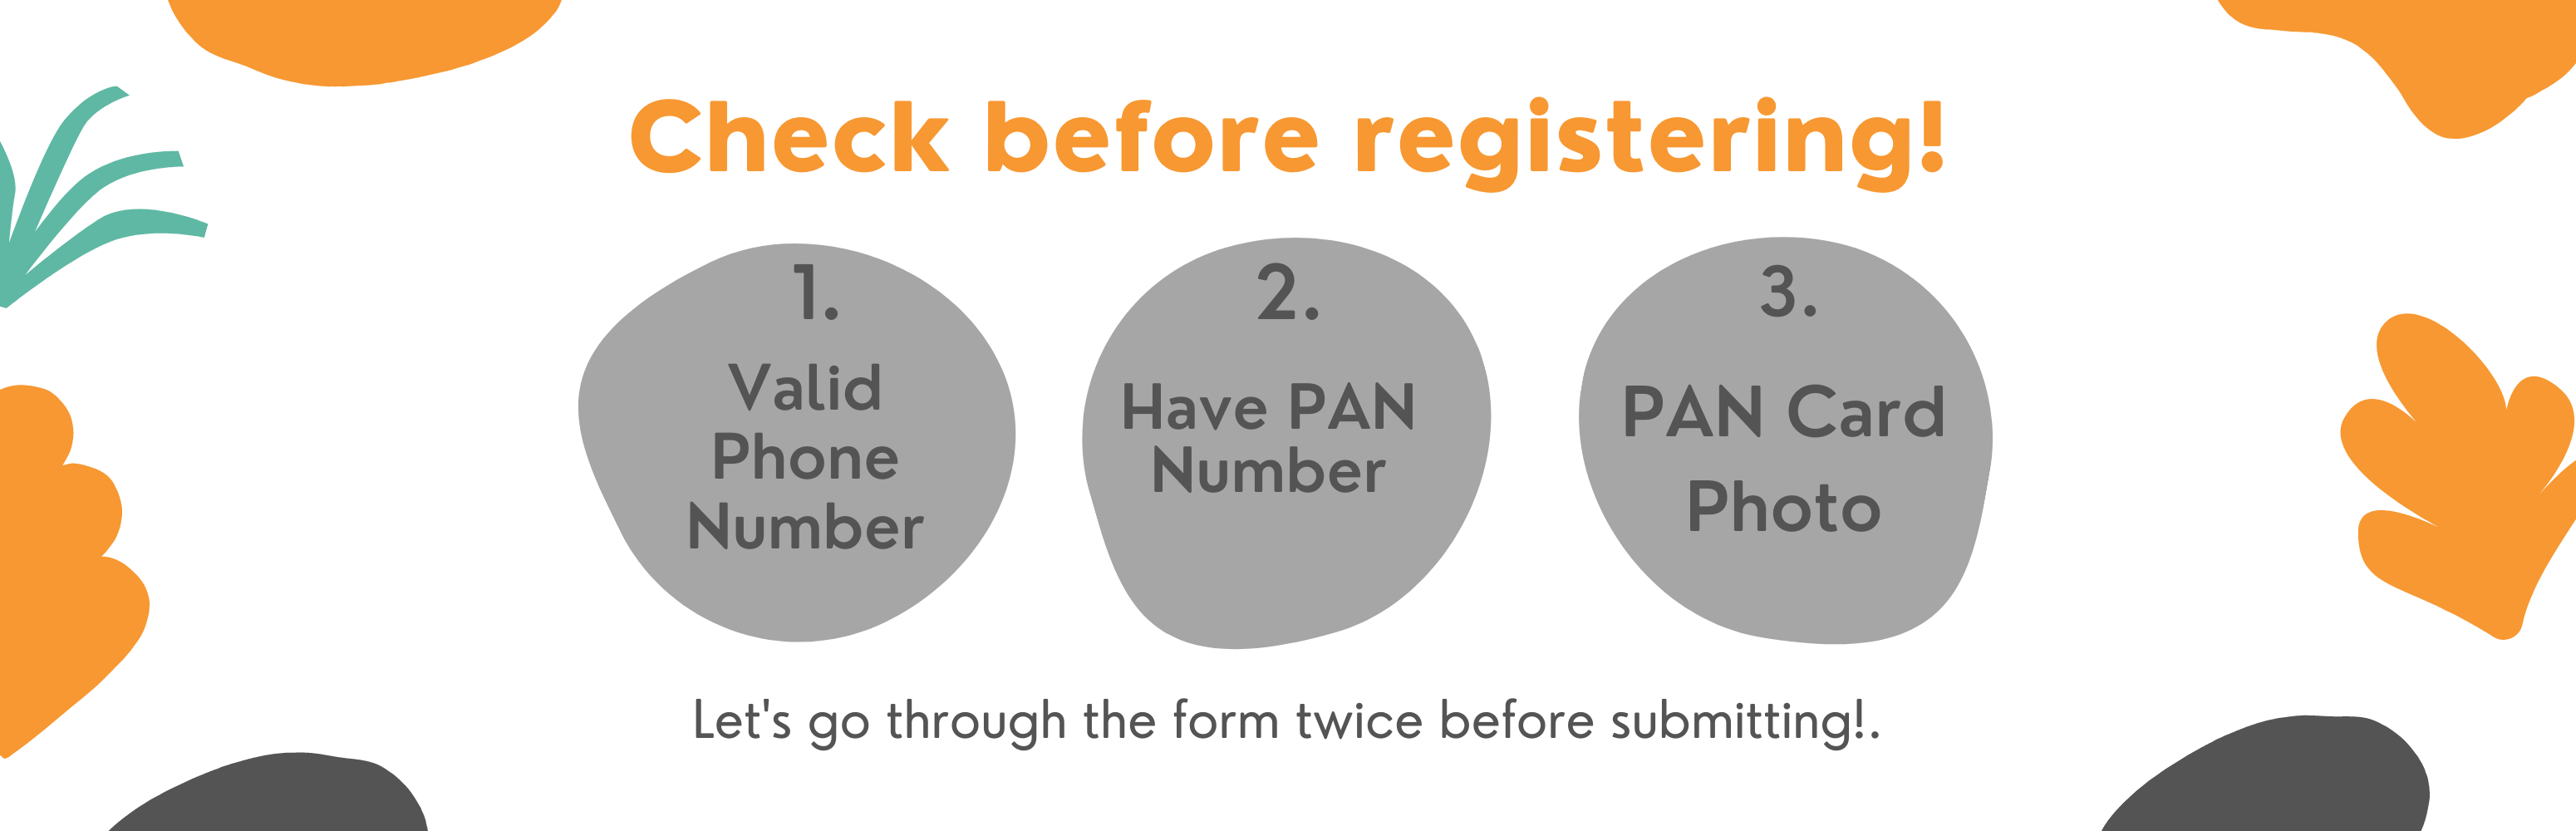 Check before registering!
1.
Valid
Phone
Number
2.
Have PAN
Number
3.
PAN Card
Photo
Let's go through the form twice before submitting!.